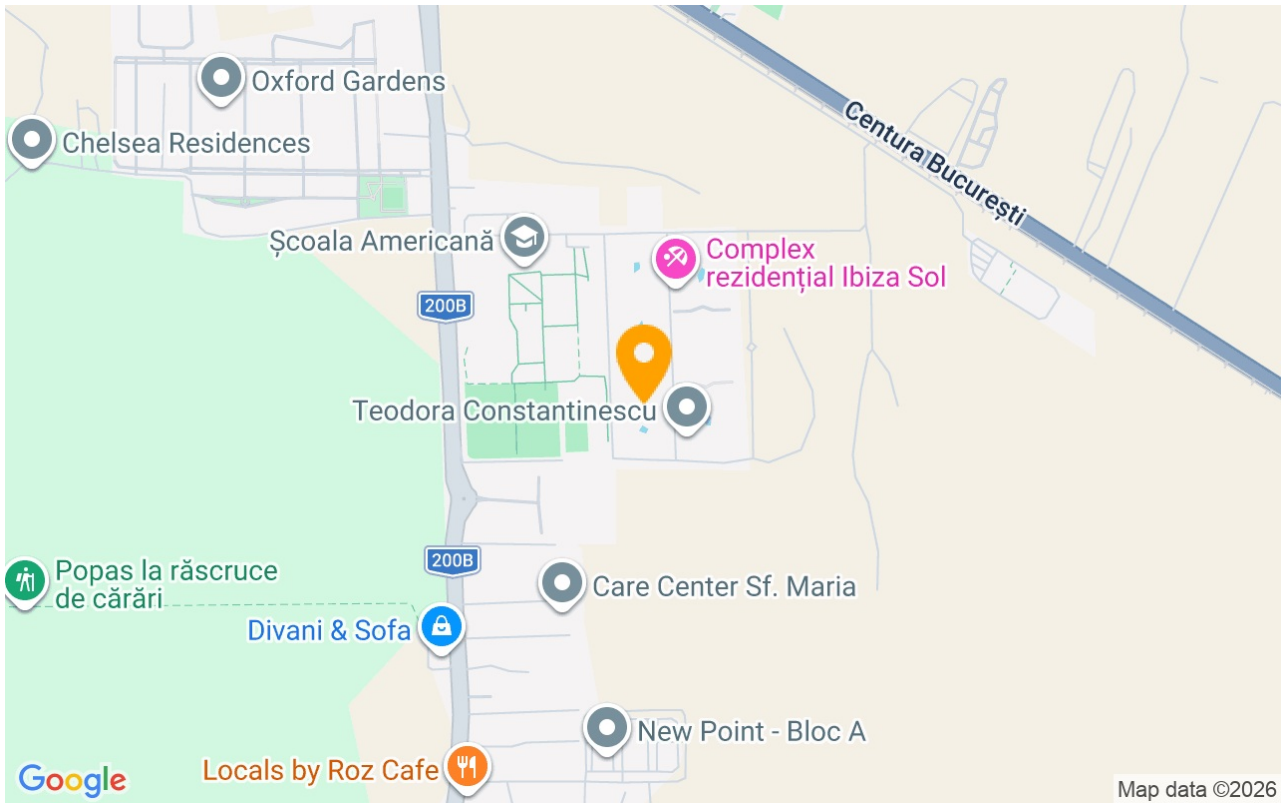 Oxford Gardens
Centura București
Chelsea Residences
Școala Americană
Complex
rezidențial Ibiza Sol
200B
Teodora Constantinescu
200B
Popas la răscruce
de cărări
Care Center Sf. Maria
Divani & Sofa
New Point - Bloc A
Locals by Roz Cafe
Google
Map data ©2026